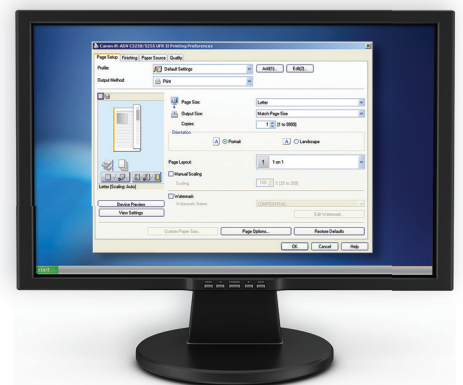 Canon iR-ADV C5250/5255 UFR II Printing Preferences
Page Setup Finishing Paper Source Quality
Profile: Default Settings Add(1)... Edit(2)...
Output Method: Print
Page Size: Letter
Output Size: Match Page Size
Copies: 1 [1 to 9999]
Orientation
A Portrait A Landscape
Page Layout: 1 1 on 1
Manual Scaling
Scaling: 100 % [25 to 200]
Letter [Scaling: Auto]
Watermark
Watermark Name: CONFIDENTIAL
Device Preview
Edit Watermark...
View Settings
Custom Paper Size... Page Options... Restore Defaults
OK Cancel Help
start